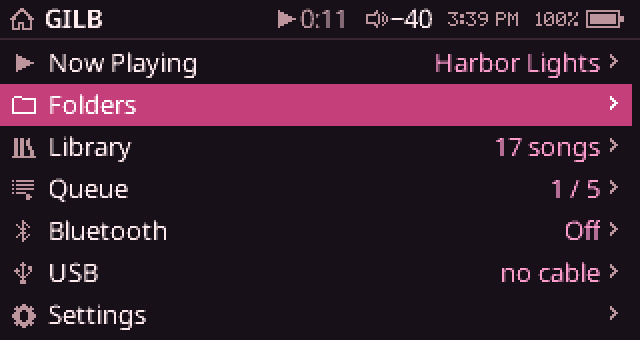 GILB 0:11 −40 3:39 PM 100%
Now Playing Harbor Lights
Folders
Library 17 songs
Queue 1 / 5
Bluetooth Off
USB no cable
Settings